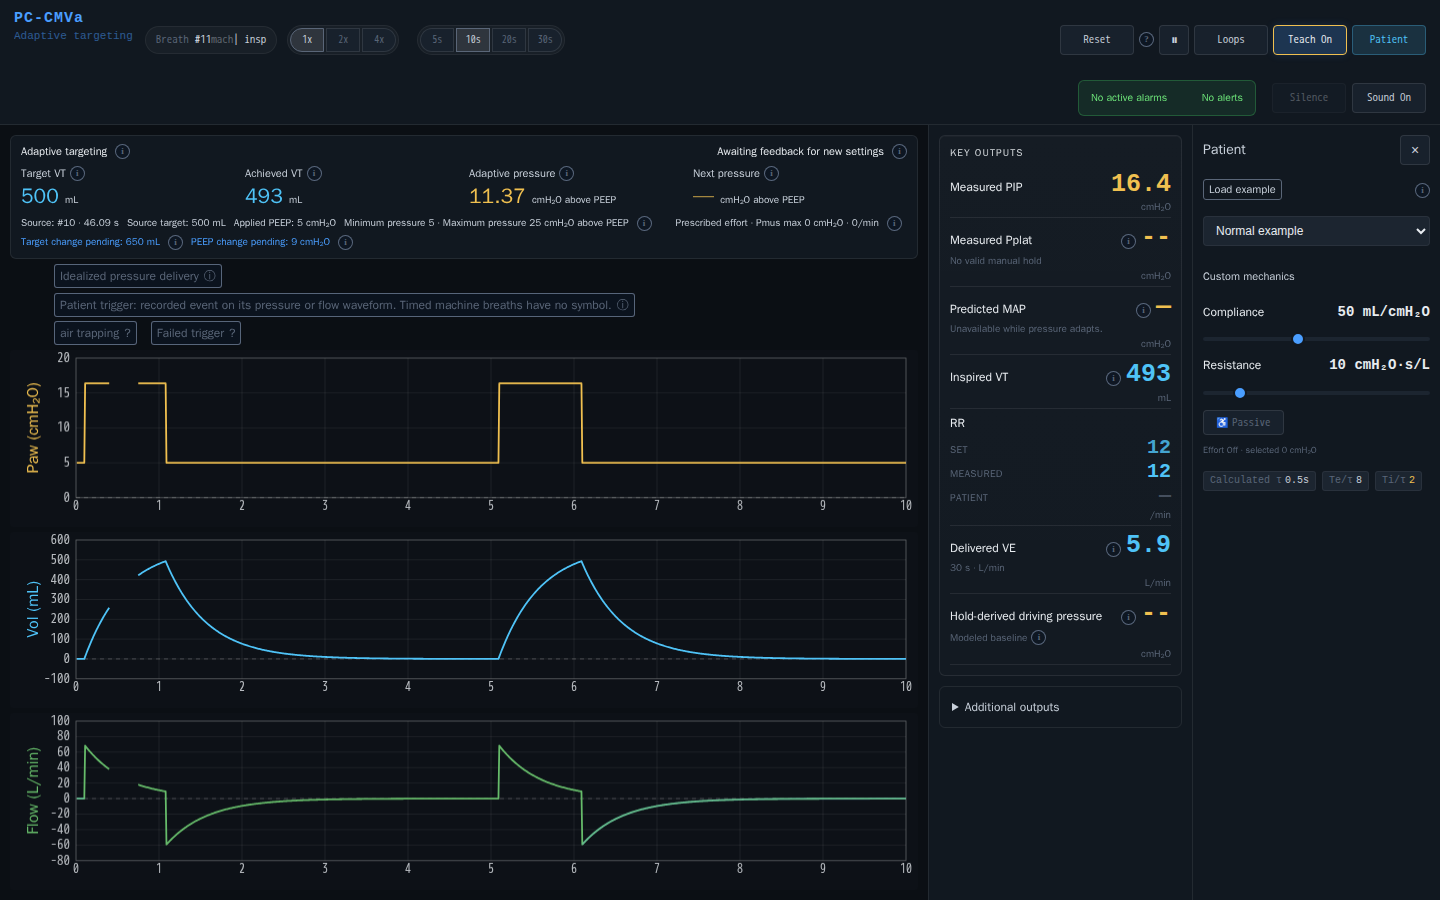 PC-CMVa
Adaptive targeting
Breath #11 mach| insp
1x 2x 4x
5s 10s 20s 30s
Reset ? Loops Teach On Patient
No active alarms No alerts
Silence Sound On
Adaptive targeting
Awaiting feedback for new settings
Target VT
500 mL
Achieved VT
493 mL
Adaptive pressure
11.37 cmH₂O above PEEP
Next pressure
— cmH₂O above PEEP
Source: #10 · 46.09 s Source target: 500 mL Applied PEEP: 5 cmH₂O Minimum pressure 5 · Maximum pressure 25 cmH₂O above PEEP
Prescribed effort · Pmus max 0 cmH₂O · 0/min
Target change pending: 650 mL PEEP change pending: 9 cmH₂O
Idealized pressure delivery ⓘ
Patient trigger: recorded event on its pressure or flow waveform. Timed machine breaths have no symbol. ⓘ
air trapping ? Failed trigger ?
Paw (cmH₂O)
20
15
10
5
0
0 1 2 3 4 5 6 7 8 9 10
Vol (mL)
600
500
400
300
200
100
0
-100
0 1 2 3 4 5 6 7 8 9 10
Flow (L/min)
100
80
60
40
20
0
-20
-40
-60
-80
0 1 2 3 4 5 6 7 8 9 10
KEY OUTPUTS
Measured PIP 16.4
cmH₂O
Measured Pplat --
No valid manual hold
cmH₂O
Predicted MAP —
Unavailable while pressure adapts.
cmH₂O
Inspired VT 493
mL
RR
SET 12
MEASURED 12
PATIENT —
/min
Delivered VE 5.9
30 s · L/min
L/min
Hold-derived driving pressure --
Modeled baseline
cmH₂O
▶ Additional outputs
Patient ×
Load example
Normal example
Custom mechanics
Compliance 50 mL/cmH₂O
Resistance 10 cmH₂O·s/L
♿ Passive
Effort Off · selected 0 cmH₂O
Calculated τ 0.5s Te/τ 8 Ti/τ 2